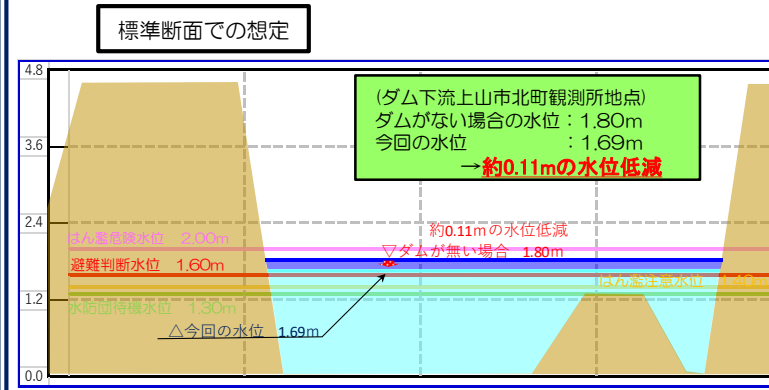 標準断面での想定
4.8
3.6
2.4
1.2
0.0
(ダム下流上山市北町観測所地点)
ダムがない場合の水位：1.80m
今回の水位　　　　　：1.69m
→約0.11mの水位低減
約0.11mの水位低減
はん濫危険水位 2.00m
▽ダムが無い場合 1.80m
避難判断水位 1.60m
はん濫注意水位 1.40m
水防団待機水位 1.30m
△今回の水位 1.69m